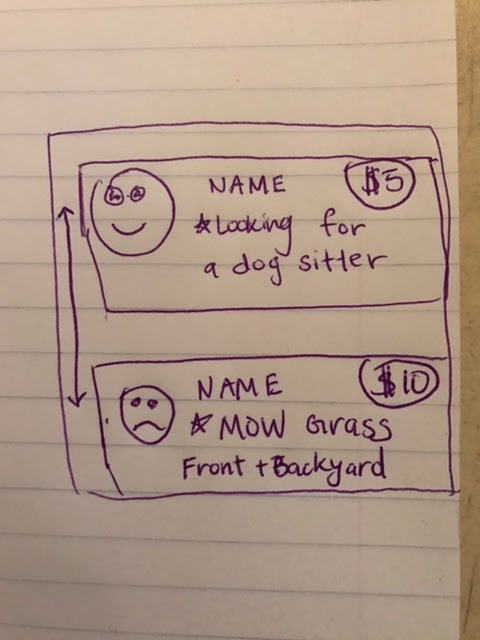 NAME $5
*Looking for
a dog sitter
NAME $10
*MOW Grass
Front + Backyard